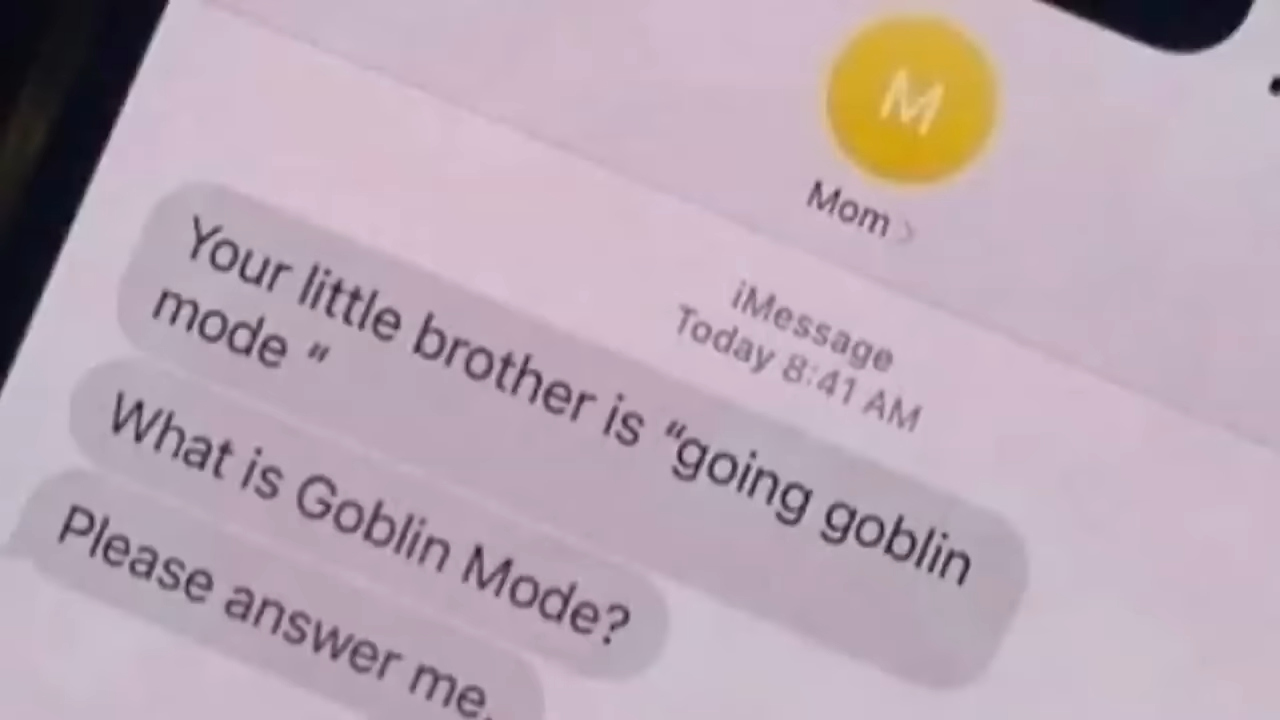 M
Mom >
iMessage
Today 8:41 AM
Your little brother is “going goblin
mode “
What is Goblin Mode?
Please answer me.